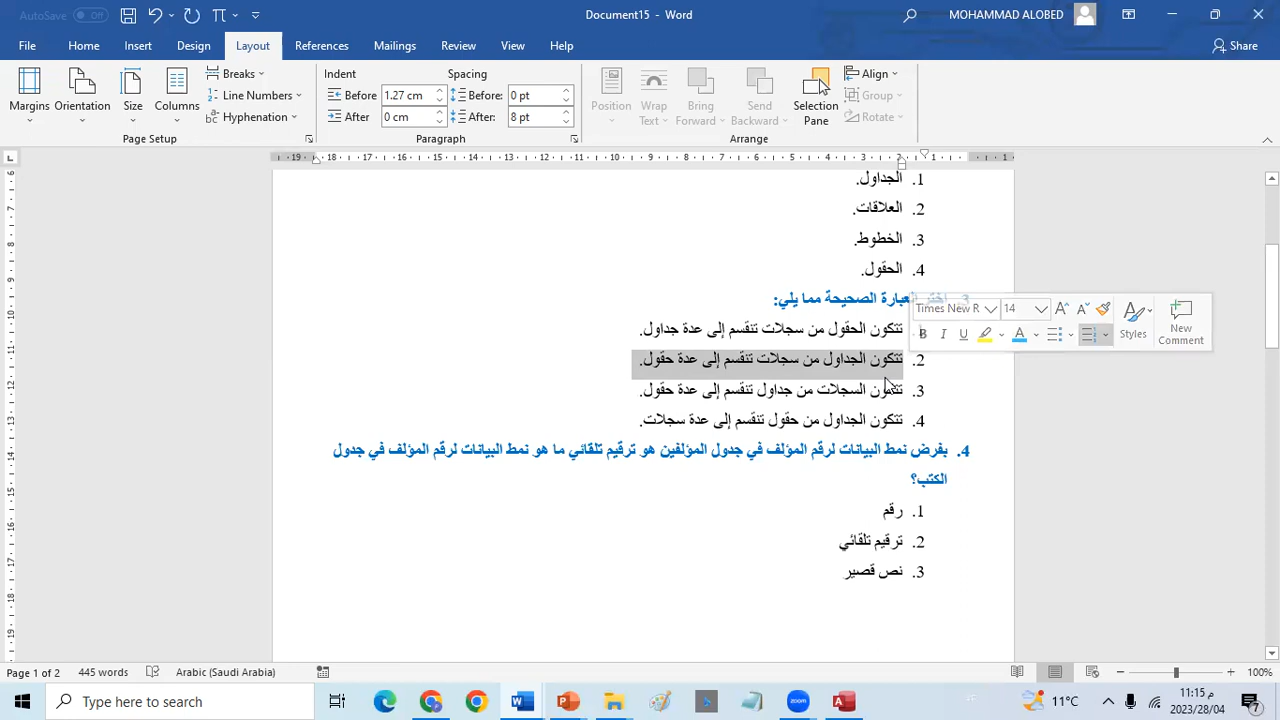 AutoSave Off
Document15 - Word
MOHAMMAD ALOBED
File Home Insert Design Layout References Mailings Review View Help
Share
Margins Orientation Size Columns
Breaks
Line Numbers
Hyphenation
Page Setup
Indent Spacing
Before 1.27 cm Before: 0 pt
After 0 cm After: 8 pt
Paragraph
Position Wrap Text Bring Forward Send Backward Selection Pane
Align
Group
Rotate
Arrange
1. الجداول.
2. العلاقات.
3. الخطوط.
4. الحقول.
3. اختر العبارة الصحيحة مما يلي:
تتكون الحقول من سجلات تنقسم إلى عدة جداول.
2. تتكون الجداول من سجلات تنقسم إلى عدة حقول.
3. تتكون السجلات من جداول تنقسم إلى عدة حقول.
4. تتكون الجداول من حقول تنقسم إلى عدة سجلات.
4. بفرض نمط البيانات لرقم المؤلف في جدول المؤلفين هو ترقيم تلقائي ما هو نمط البيانات لرقم المؤلف في جدول
الكتب؟
1. رقم
2. ترقيم تلقائي
3. نص قصير
Times New R 14
B I U A
Styles
New Comment
Page 1 of 2 445 words Arabic (Saudi Arabia) 100%
Type here to search
zoom
11°C
11:15 م
2023/28/04